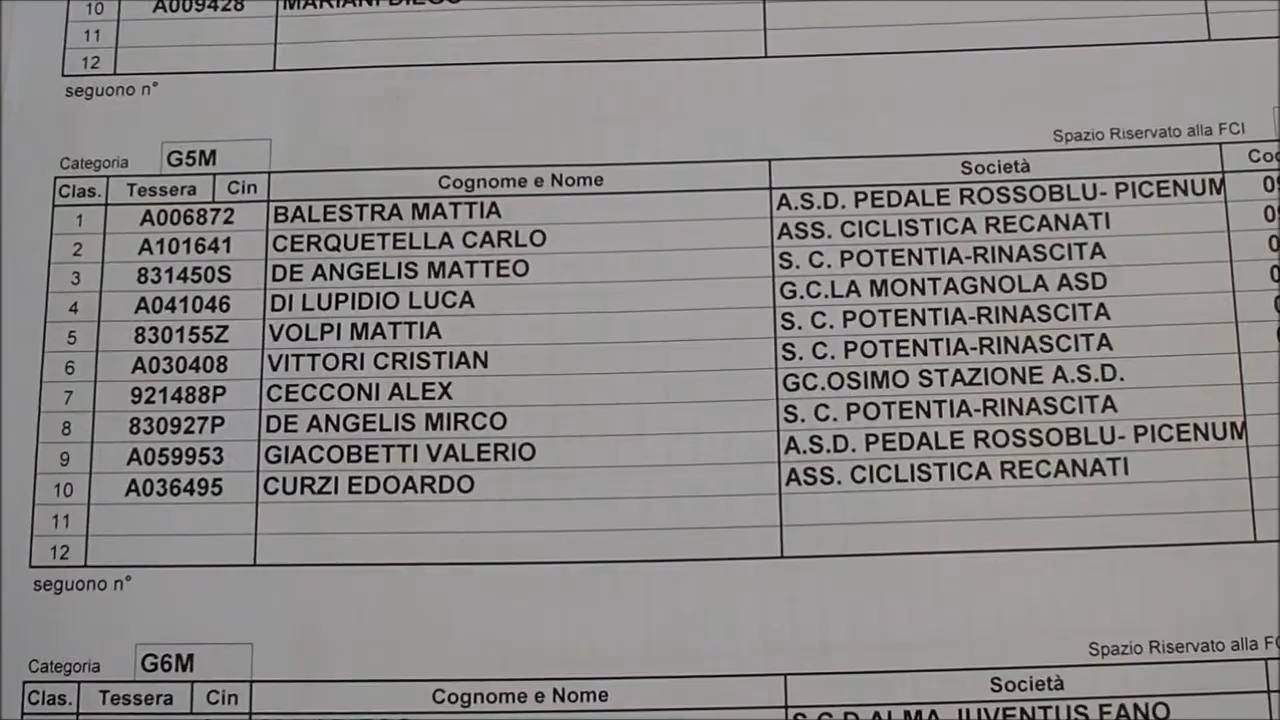 10 A009428 MARIANI DIEGO
11
12
seguono n°
Spazio Riservato alla FCI
Categoria G5M
Clas. Tessera Cin Cognome e Nome Società
1 A006872 BALESTRA MATTIA A.S.D. PEDALE ROSSOBLU- PICENUM
2 A101641 CERQUETELLA CARLO ASS. CICLISTICA RECANATI
3 831450S DE ANGELIS MATTEO S. C. POTENTIA-RINASCITA
4 A041046 DI LUPIDIO LUCA G.C.LA MONTAGNOLA ASD
5 830155Z VOLPI MATTIA S. C. POTENTIA-RINASCITA
6 A030408 VITTORI CRISTIAN S. C. POTENTIA-RINASCITA
7 921488P CECCONI ALEX GC.OSIMO STAZIONE A.S.D.
8 830927P DE ANGELIS MIRCO S. C. POTENTIA-RINASCITA
9 A059953 GIACOBETTI VALERIO A.S.D. PEDALE ROSSOBLU- PICENUM
10 A036495 CURZI EDOARDO ASS. CICLISTICA RECANATI
11
12
seguono n°
Spazio Riservato alla
Categoria G6M
Clas. Tessera Cin Cognome e Nome Società
S.C.D.ALMA JUVENTUS FANO